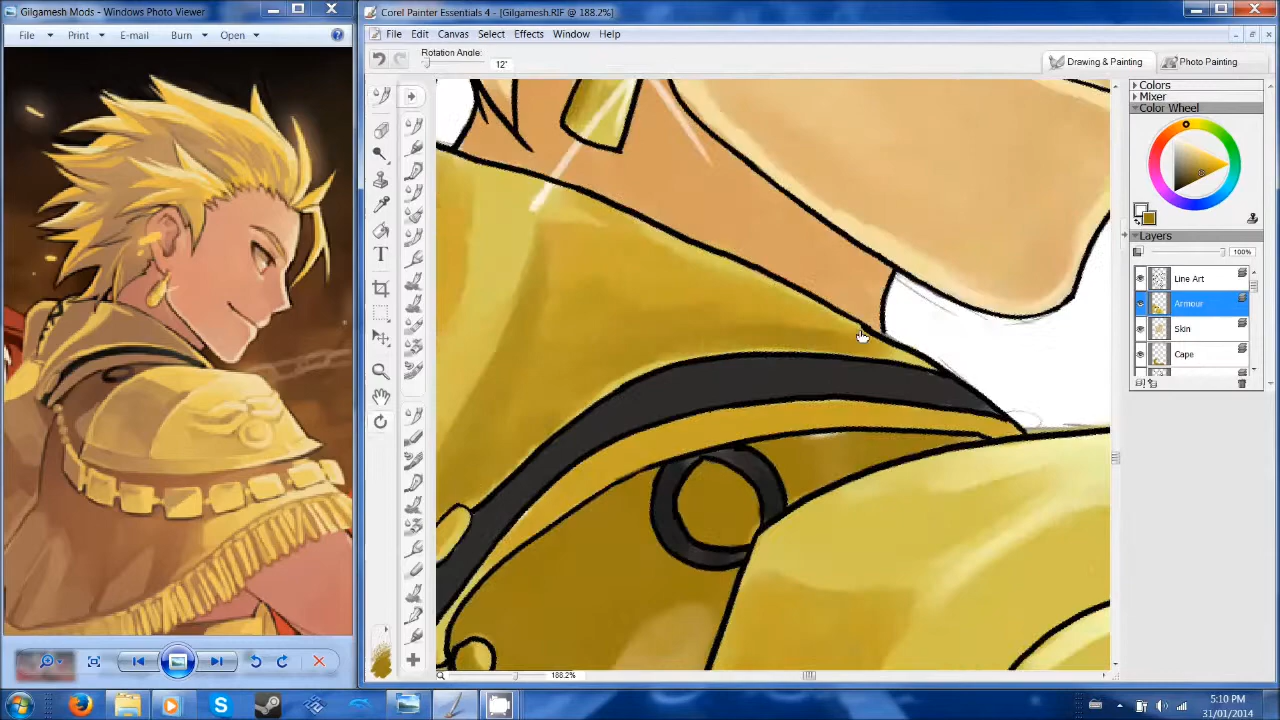 Gilgamesh Mods - Windows Photo Viewer
File Print E-mail Burn Open
Corel Painter Essentials 4 - [Gilgamesh.RIF @ 188.2%]
File Edit Canvas Select Effects Window Help
Rotation Angle:
12°
Drawing & Painting
Photo Painting
Colors
Mixer
Color Wheel
Layers
100%
Line Art
Armour
Skin
Cape
T
188.2%
5:10 PM
31/01/2014